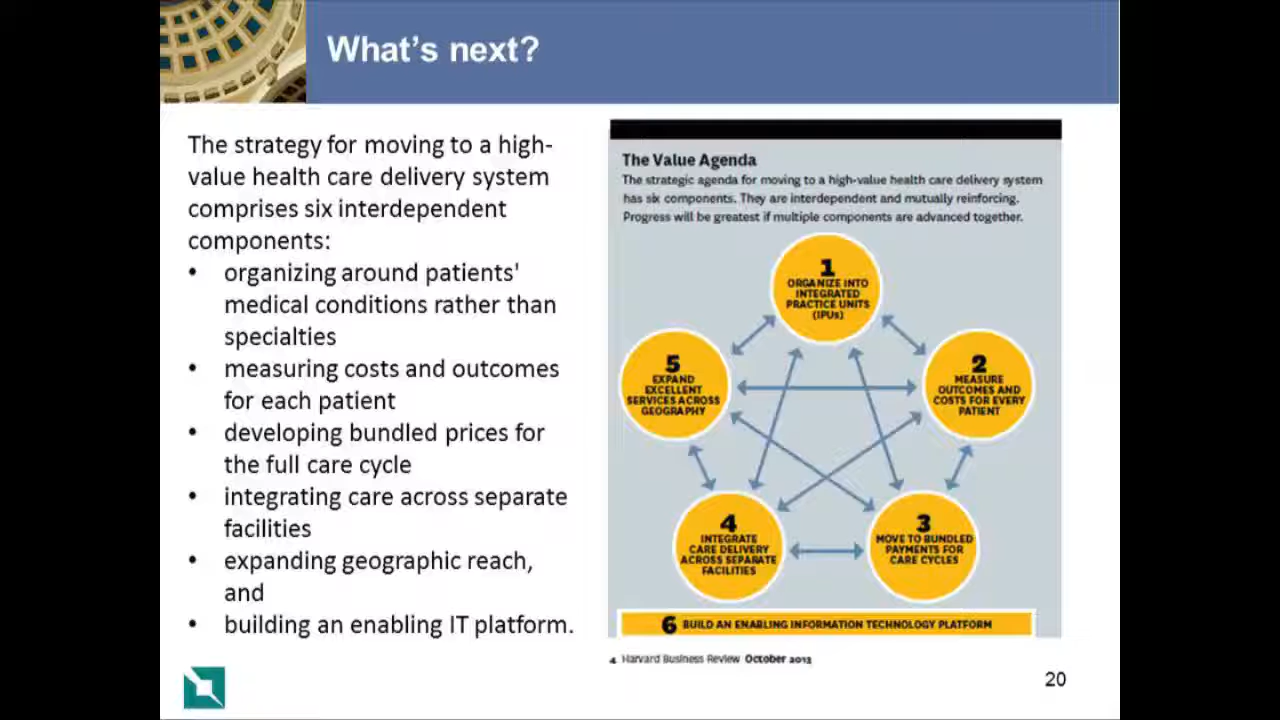 What's next?
The strategy for moving to a high-
value health care delivery system
comprises six interdependent
components:
• organizing around patients'
medical conditions rather than
specialties
• measuring costs and outcomes
for each patient
• developing bundled prices for
the full care cycle
• integrating care across separate
facilities
• expanding geographic reach,
and
• building an enabling IT platform.
The Value Agenda
The strategic agenda for moving to a high-value health care delivery system
has six components. They are interdependent and mutually reinforcing.
Progress will be greatest if multiple components are advanced together.
1
ORGANIZE INTO
INTEGRATED
PRACTICE UNITS
(IPUs)
5
EXPAND
EXCELLENT
SERVICES ACROSS
GEOGRAPHY
2
MEASURE
OUTCOMES AND
COSTS FOR EVERY
PATIENT
4
INTEGRATE
CARE DELIVERY
ACROSS SEPARATE
FACILITIES
3
MOVE TO BUNDLED
PAYMENTS FOR
CARE CYCLES
6 BUILD AN ENABLING INFORMATION TECHNOLOGY PLATFORM
4 Harvard Business Review October 2013
20